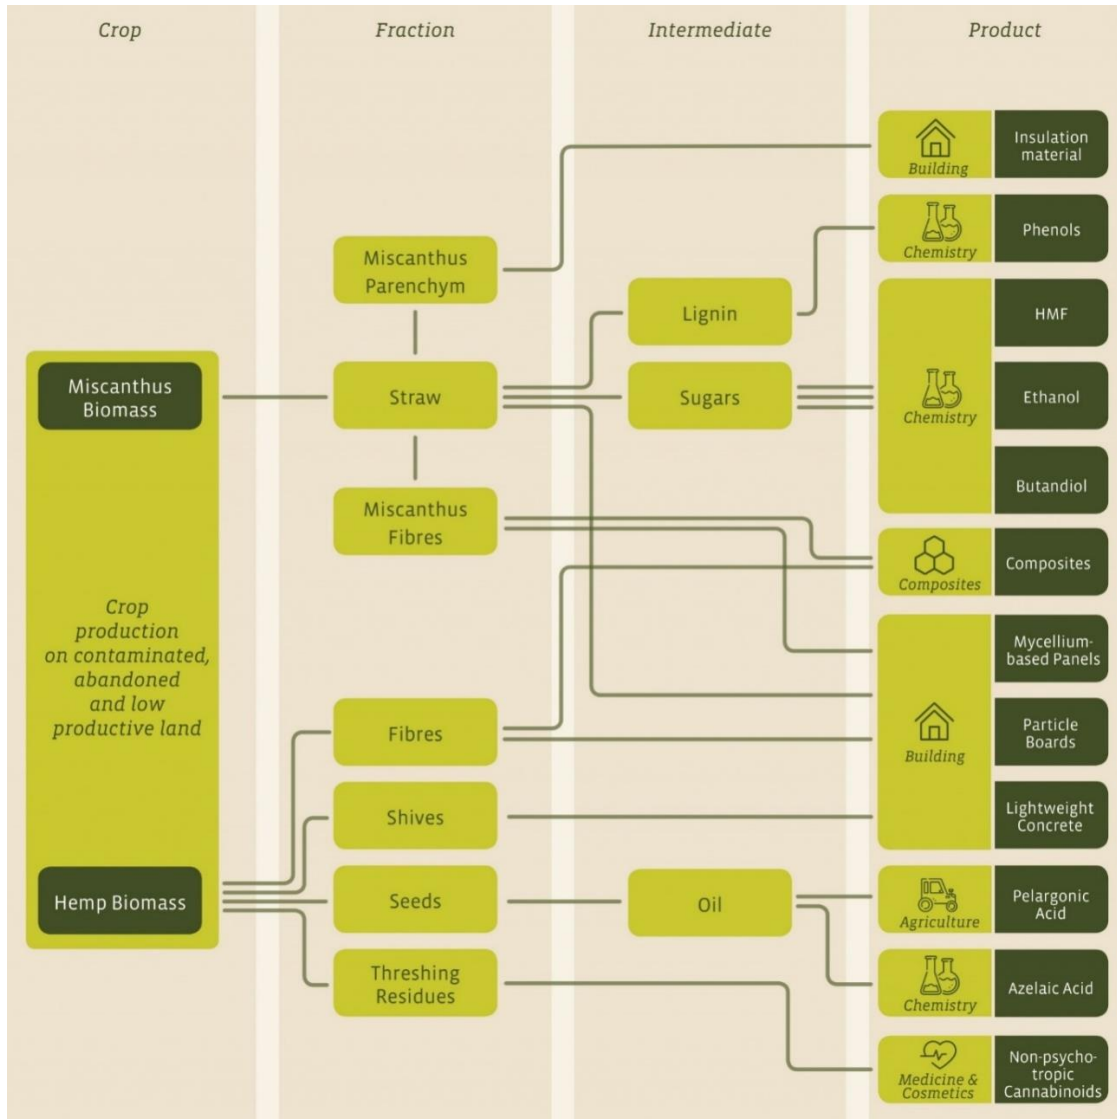 Crop
Fraction
Intermediate
Product
Miscanthus
Biomass
Crop
production
on contaminated,
abandoned
and low
productive land
Hemp Biomass
Miscanthus
Parenchym
Straw
Miscanthus
Fibres
Fibres
Shives
Seeds
Threshing
Residues
Lignin
Sugars
Oil
Building
Insulation
material
Chemistry
Phenols
Chemistry
HMF
Ethanol
Butandiol
Composites
Composites
Building
Mycellium-
based Panels
Particle
Boards
Lightweight
Concrete
Agriculture
Pelargonic
Acid
Chemistry
Azelaic Acid
Medicine &
Cosmetics
Non-psycho-
tropic
Cannabinoids